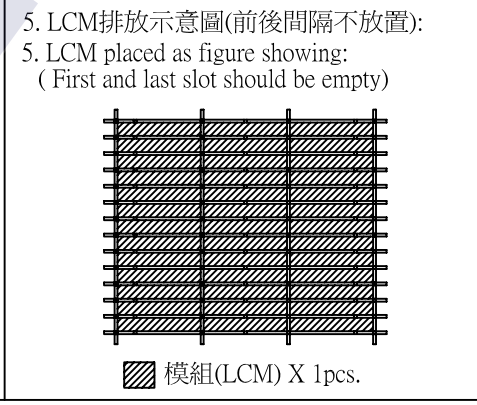 5. LCM排放示意圖(前後間隔不放置):
5. LCM placed as figure showing:
( First and last slot should be empty)
模組(LCM) X 1pcs.